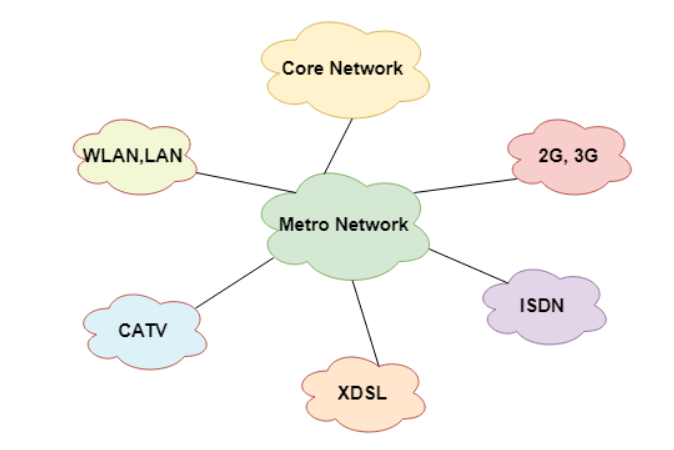 Core Network
WLAN,LAN
2G, 3G
Metro Network
ISDN
CATV
XDSL